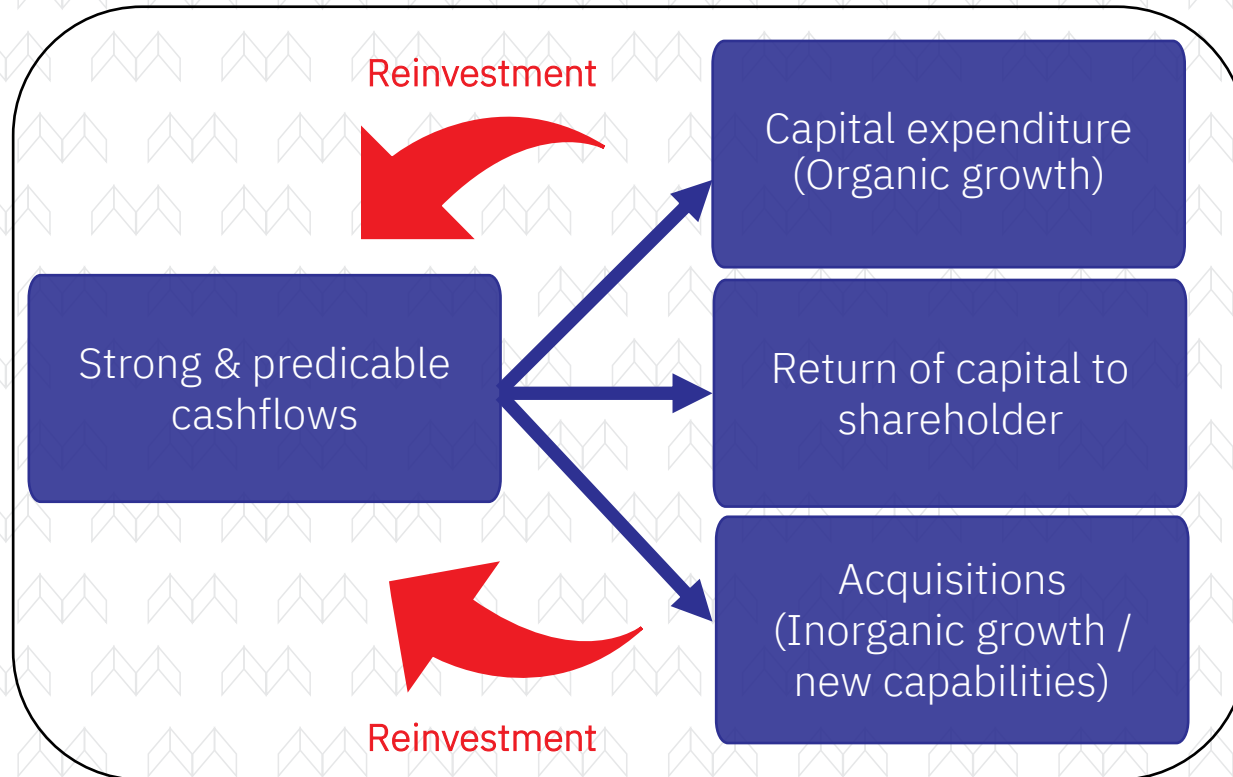 Reinvestment
Capital expenditure
(Organic growth)
Strong & predicable
cashflows
Return of capital to
shareholder
Acquisitions
(Inorganic growth /
new capabilities)
Reinvestment